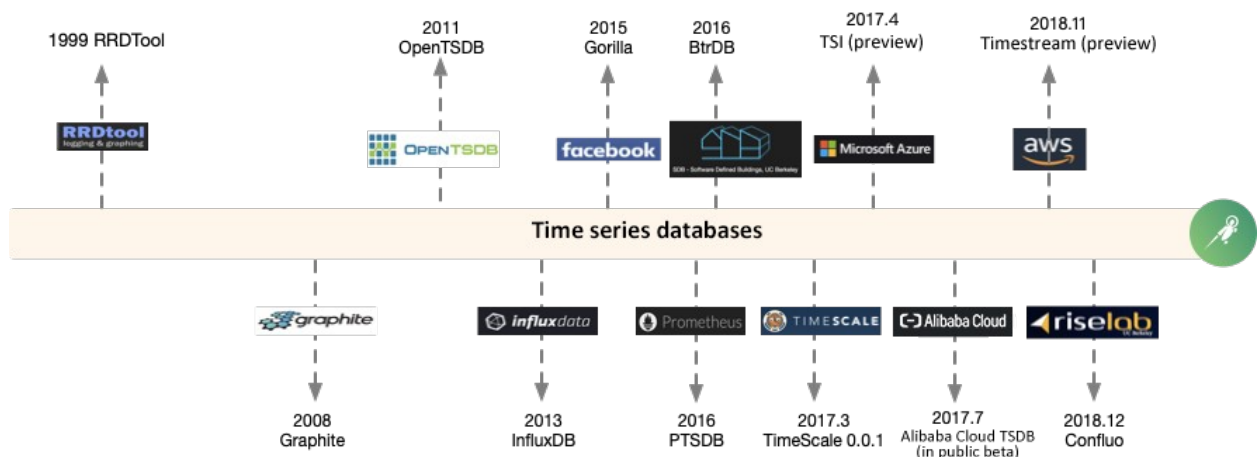 1999 RRDTool
2011
OpenTSDB
2015
Gorilla
2016
BtrDB
2017.4
TSI (preview)
2018.11
Timestream (preview)
RRDtool
logging & graphing
OPENTSDB
facebook
SDB - Software Defined Buildings, UC Berkeley
Microsoft Azure
aws
Time series databases
graphite
influxdata
Prometheus
TIMESCALE
Alibaba Cloud
riselab
UC Berkeley
2008
Graphite
2013
InfluxDB
2016
PTSDB
2017.3
TimeScale 0.0.1
2017.7
Alibaba Cloud TSDB
(in public beta)
2018.12
Confluo